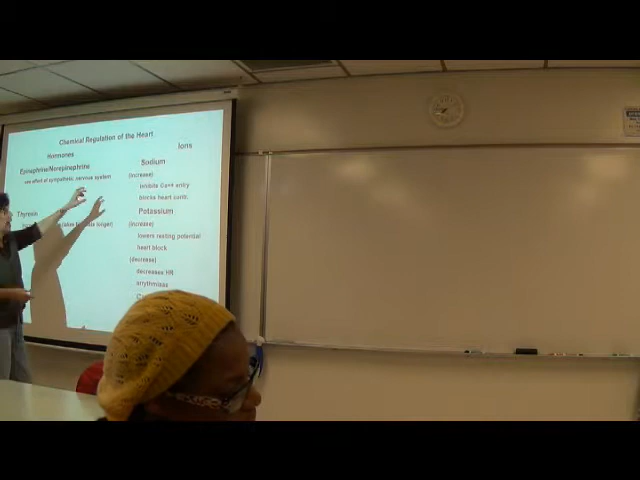 Chemical Regulation of the Heart
Hormones
Ions
Epinephrine/Norepinephrine
see effect of sympathetic nervous system
Thyroxin
longer)
Sodium
(increase)
inhibits Ca++ entry
blocks heart contr.
Potassium
(increase)
lowers resting potential
heart block
(decrease)
decreases HR
arrythmias